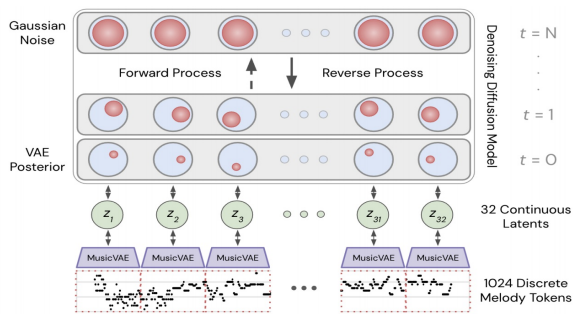 Gaussian
Noise
t = N
Forward Process
Reverse Process
Denoising Diffusion Model
t = 1
VAE
Posterior
t = 0
z1
z2
z3
z31
z32
32 Continuous
Latents
MusicVAE
MusicVAE
MusicVAE
MusicVAE
MusicVAE
1024 Discrete
Melody Tokens